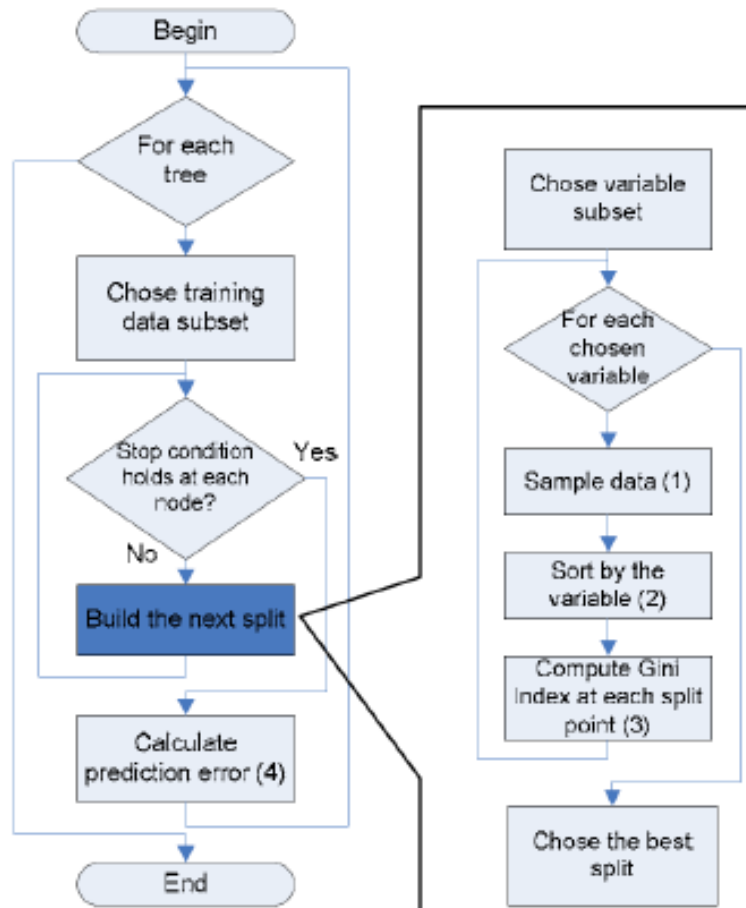 Begin
For each
tree
Chose training
data subset
Stop condition
holds at each
node?
Yes
No
Build the next split
Calculate
prediction error (4)
End
Chose variable
subset
For each
chosen
variable
Sample data (1)
Sort by the
variable (2)
Compute Gini
Index at each split
point (3)
Chose the best
split